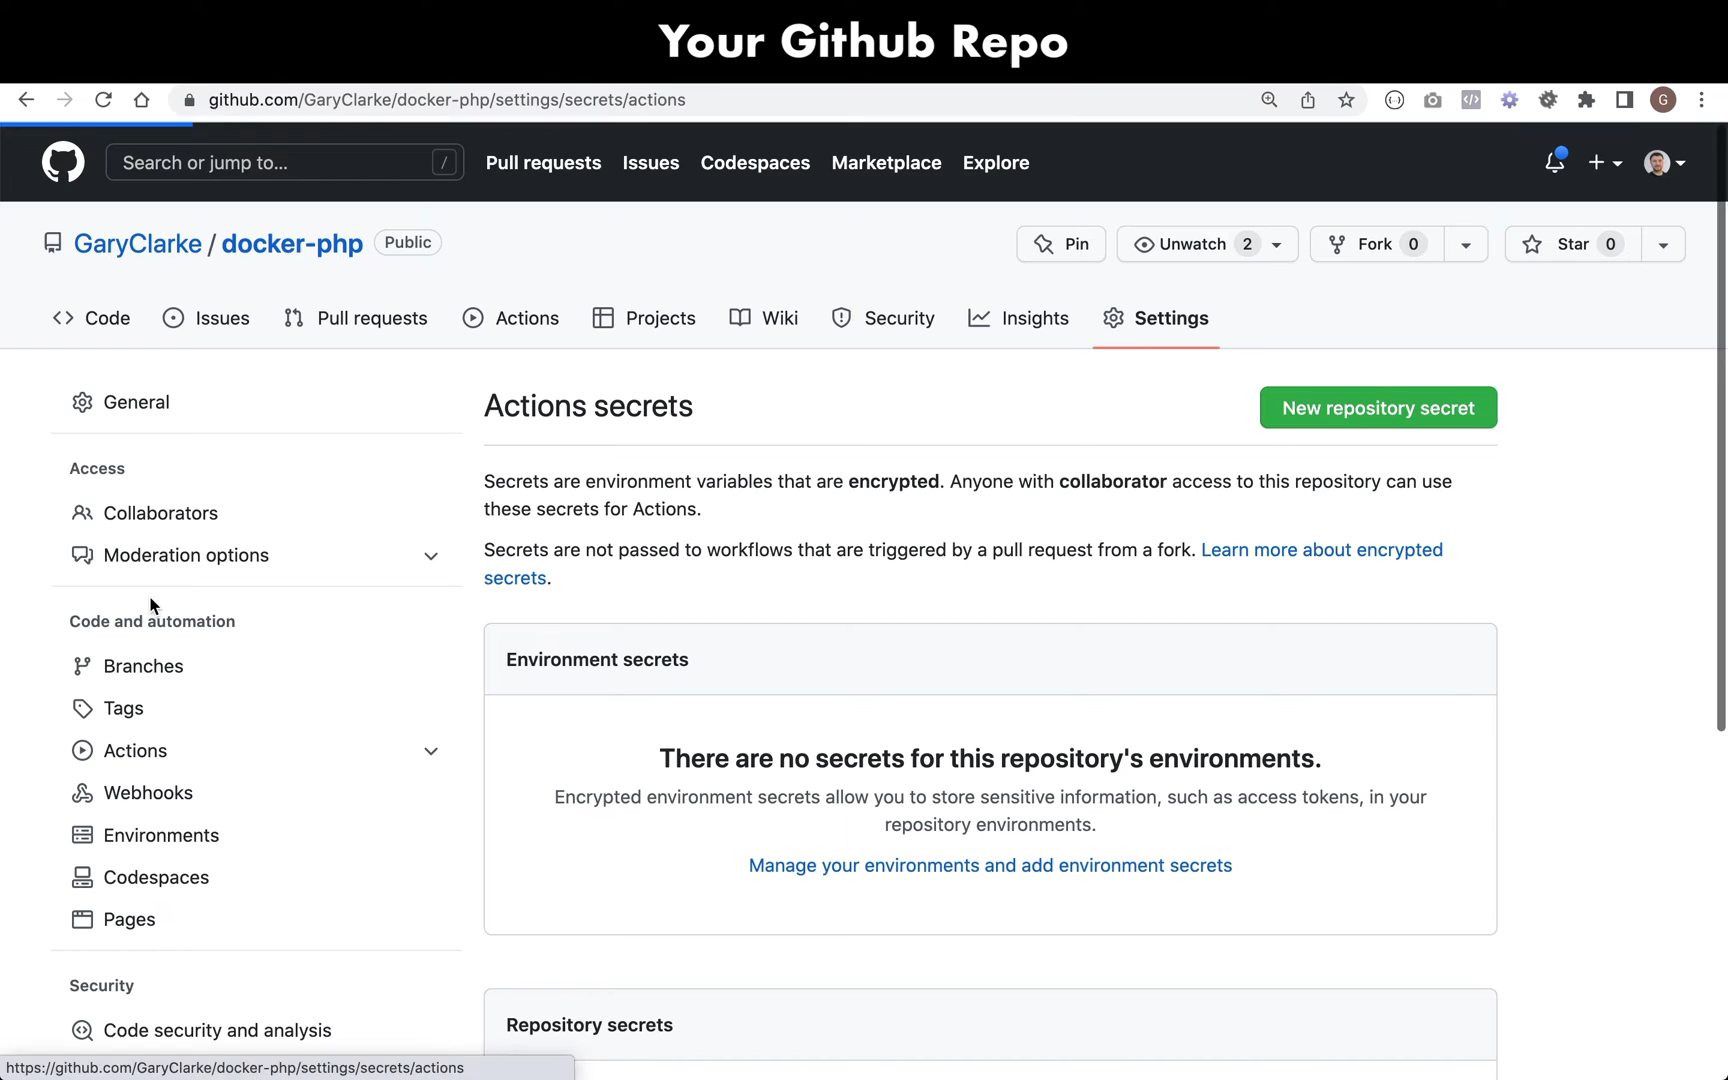 Your Github Repo
github.com/GaryClarke/docker-php/settings/secrets/actions
G
Search or jump to...
/
Pull requests
Issues
Codespaces
Marketplace
Explore
GaryClarke / docker-php
Public
Pin
Unwatch 2
Fork 0
Star 0
Code
Issues
Pull requests
Actions
Projects
Wiki
Security
Insights
Settings
General
Access
Collaborators
Moderation options
Code and automation
Branches
Tags
Actions
Webhooks
Environments
Codespaces
Pages
Security
Code security and analysis
Actions secrets
New repository secret
Secrets are environment variables that are encrypted. Anyone with collaborator access to this repository can use
these secrets for Actions.
Secrets are not passed to workflows that are triggered by a pull request from a fork. Learn more about encrypted
secrets.
Environment secrets
There are no secrets for this repository's environments.
Encrypted environment secrets allow you to store sensitive information, such as access tokens, in your
repository environments.
Manage your environments and add environment secrets
Repository secrets
https://github.com/GaryClarke/docker-php/settings/secrets/actions